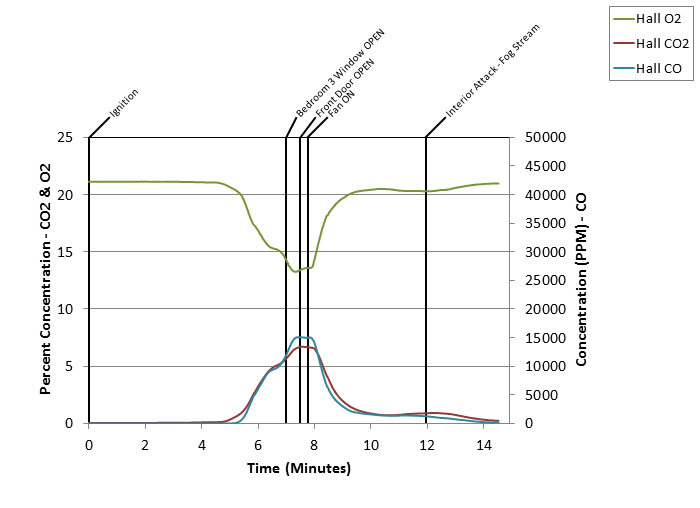 Hall O2
Hall CO2
Hall CO
Ignition
Bedroom 3 Window OPEN
Front Door OPEN
Fan ON
Interior Attack - Fog Stream
Percent Concentration - CO2 & O2
25
20
15
10
5
0
50000
45000
40000
35000
30000
25000
20000
15000
10000
5000
0
Concentration (PPM) - CO
0 2 4 6 8 10 12 14
Time (Minutes)